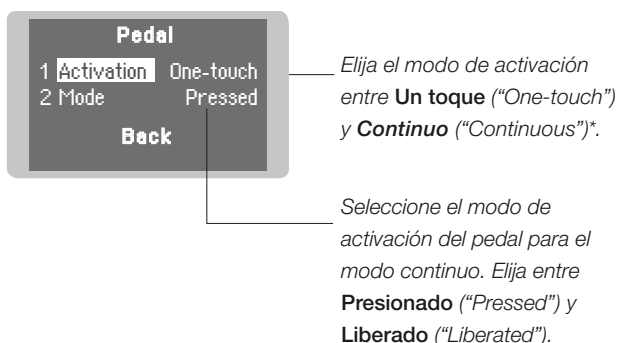 Pedal
1 Activation One-touch
2 Mode Pressed
Back
Elija el modo de activación
entre Un toque (“One-touch”)
y Continuo (“Continuous”)*.
Seleccione el modo de
activación del pedal para el
modo continuo. Elija entre
Presionado (“Pressed”) y
Liberado (“Liberated”).